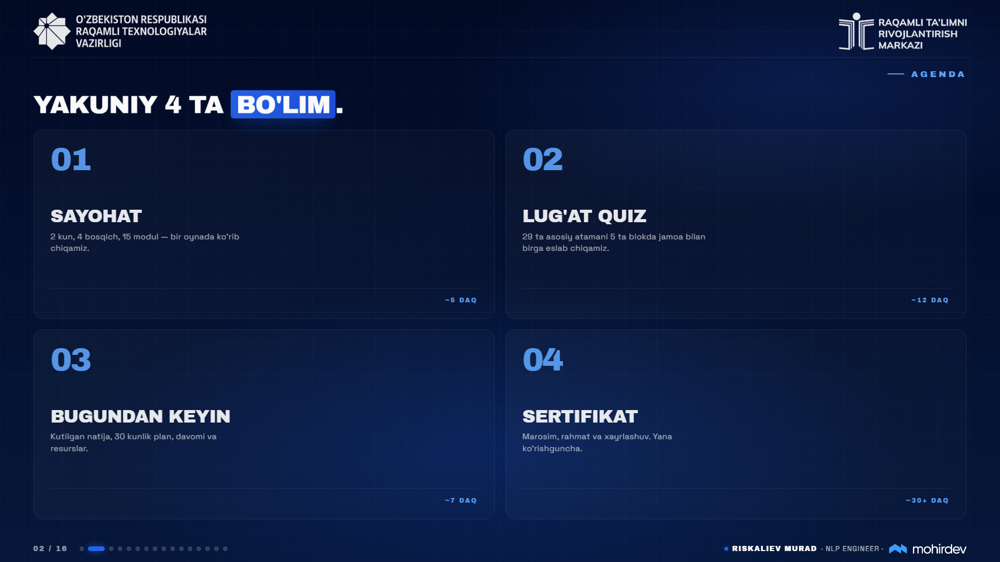 O'ZBEKISTON RESPUBLIKASI
RAQAMLI TEXNOLOGIYALAR
VAZIRLIGI
RAQAMLI TA’LIMNI
RIVOJLANTIRISH
MARKAZI
AGENDA
YAKUNIY 4 TA BO'LIM.
01
SAYOHAT
2 kun, 4 bosqich, 15 modul — bir oynada ko’rib
chiqamiz.
~5 DAQ
02
LUG'AT QUIZ
29 ta asosiy atamani 5 ta blokda jamoa bilan
birga eslab chiqamiz.
~12 DAQ
03
BUGUNDAN KEYIN
Kutilgan natija, 30 kunlik plan, davomi va
resurslar.
~7 DAQ
04
SERTIFIKAT
Marosim, rahmat va xayrlashuv. Yana
ko’rishguncha.
~30+ DAQ
02 / 16
RISKALIEV MURAD · NLP ENGINEER · mohirdev